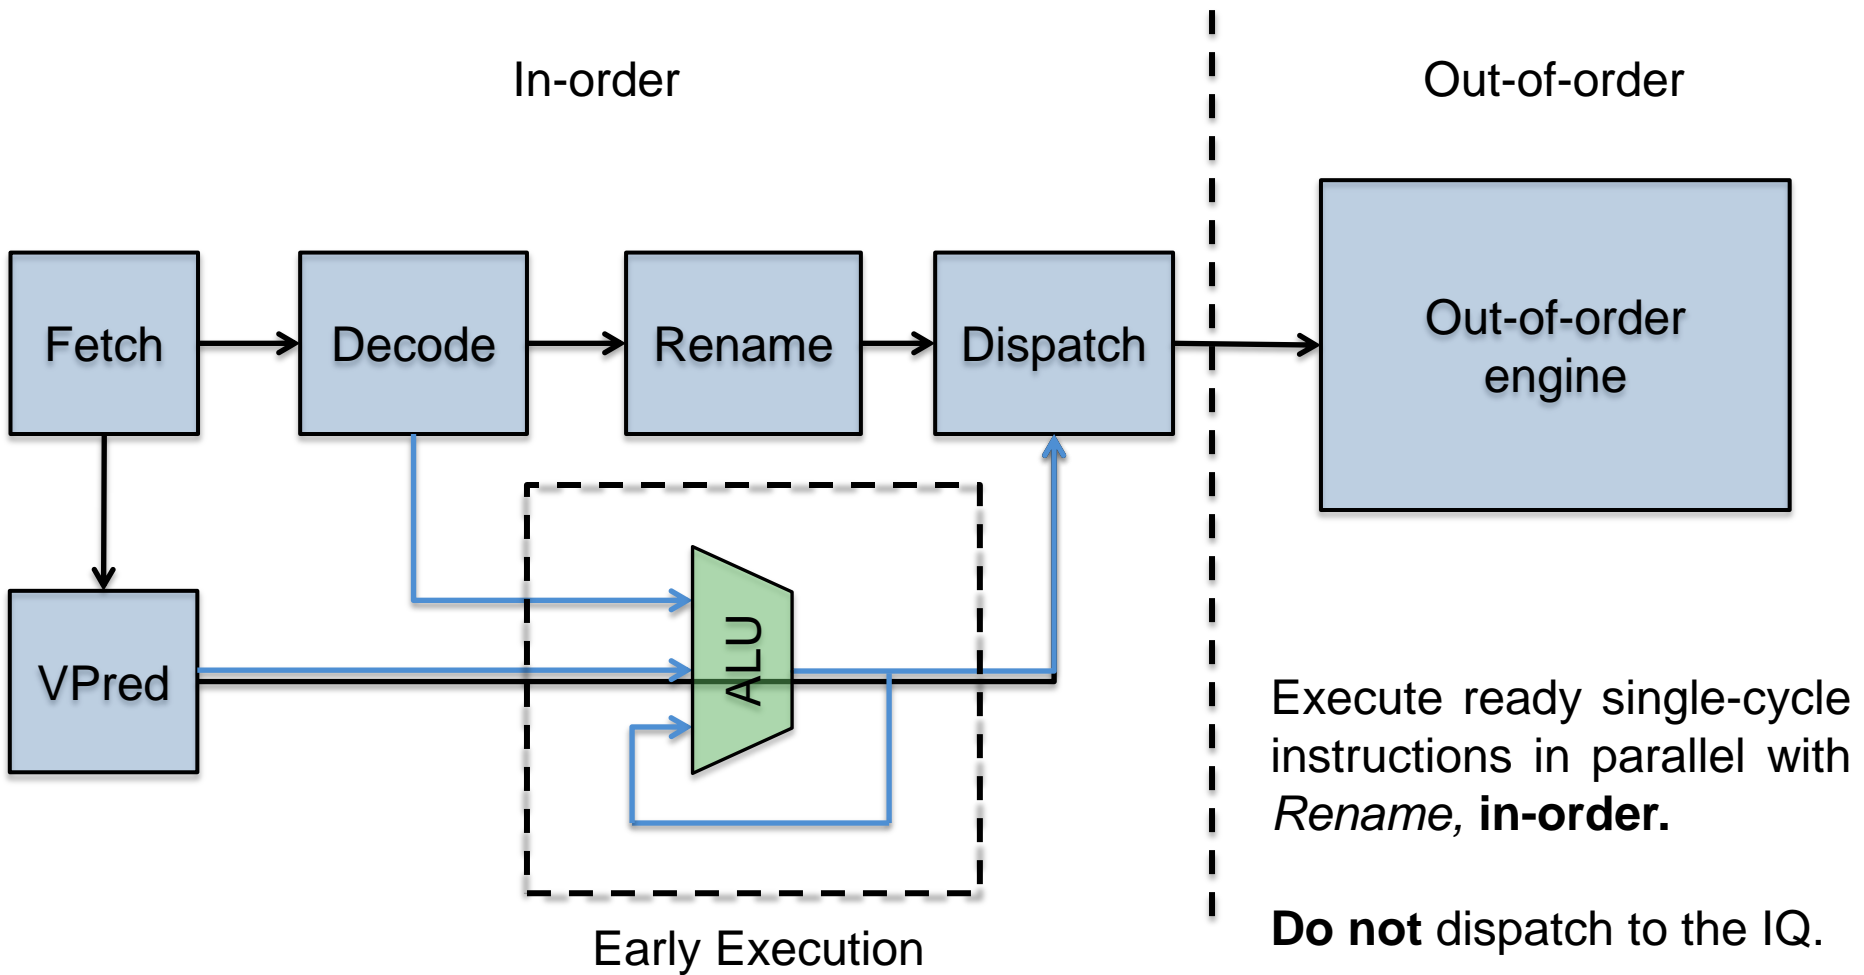 In-order
Out-of-order
Fetch
Decode
Rename
Dispatch
Out-of-order
engine
VPred
ALU
Early Execution
Execute ready single-cycle
instructions in parallel with
Rename, in-order.
Do not dispatch to the IQ.